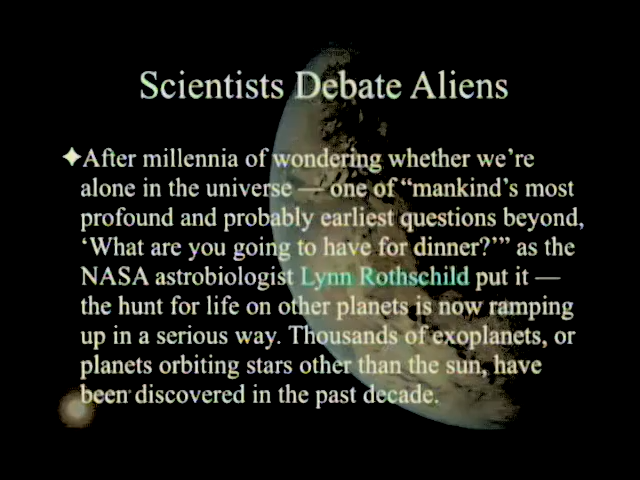 Scientists Debate Aliens
✦After millennia of wondering whether we're
alone in the universe — one of “mankind's most
profound and probably earliest questions beyond,
‘What are you going to have for dinner?’” as the
NASA astrobiologist Lynn Rothschild put it —
the hunt for life on other planets is now ramping
up in a serious way. Thousands of exoplanets, or
planets orbiting stars other than the sun, have
been discovered in the past decade.